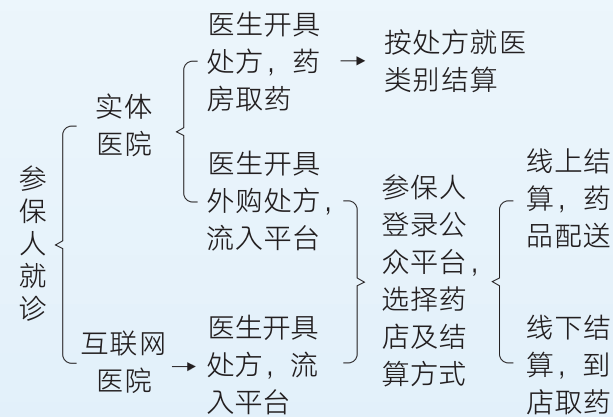 参保人就诊
实体
医院
医生开具
处方，药
房取药
按处方就医
类别结算
医生开具
外购处方，
流入平台
互联网
医院
医生开具
处方，流
入平台
参保人
登录公
众平台，
选择药
店及结
算方式
线上结
算，药
品配送
线下结
算，到
店取药